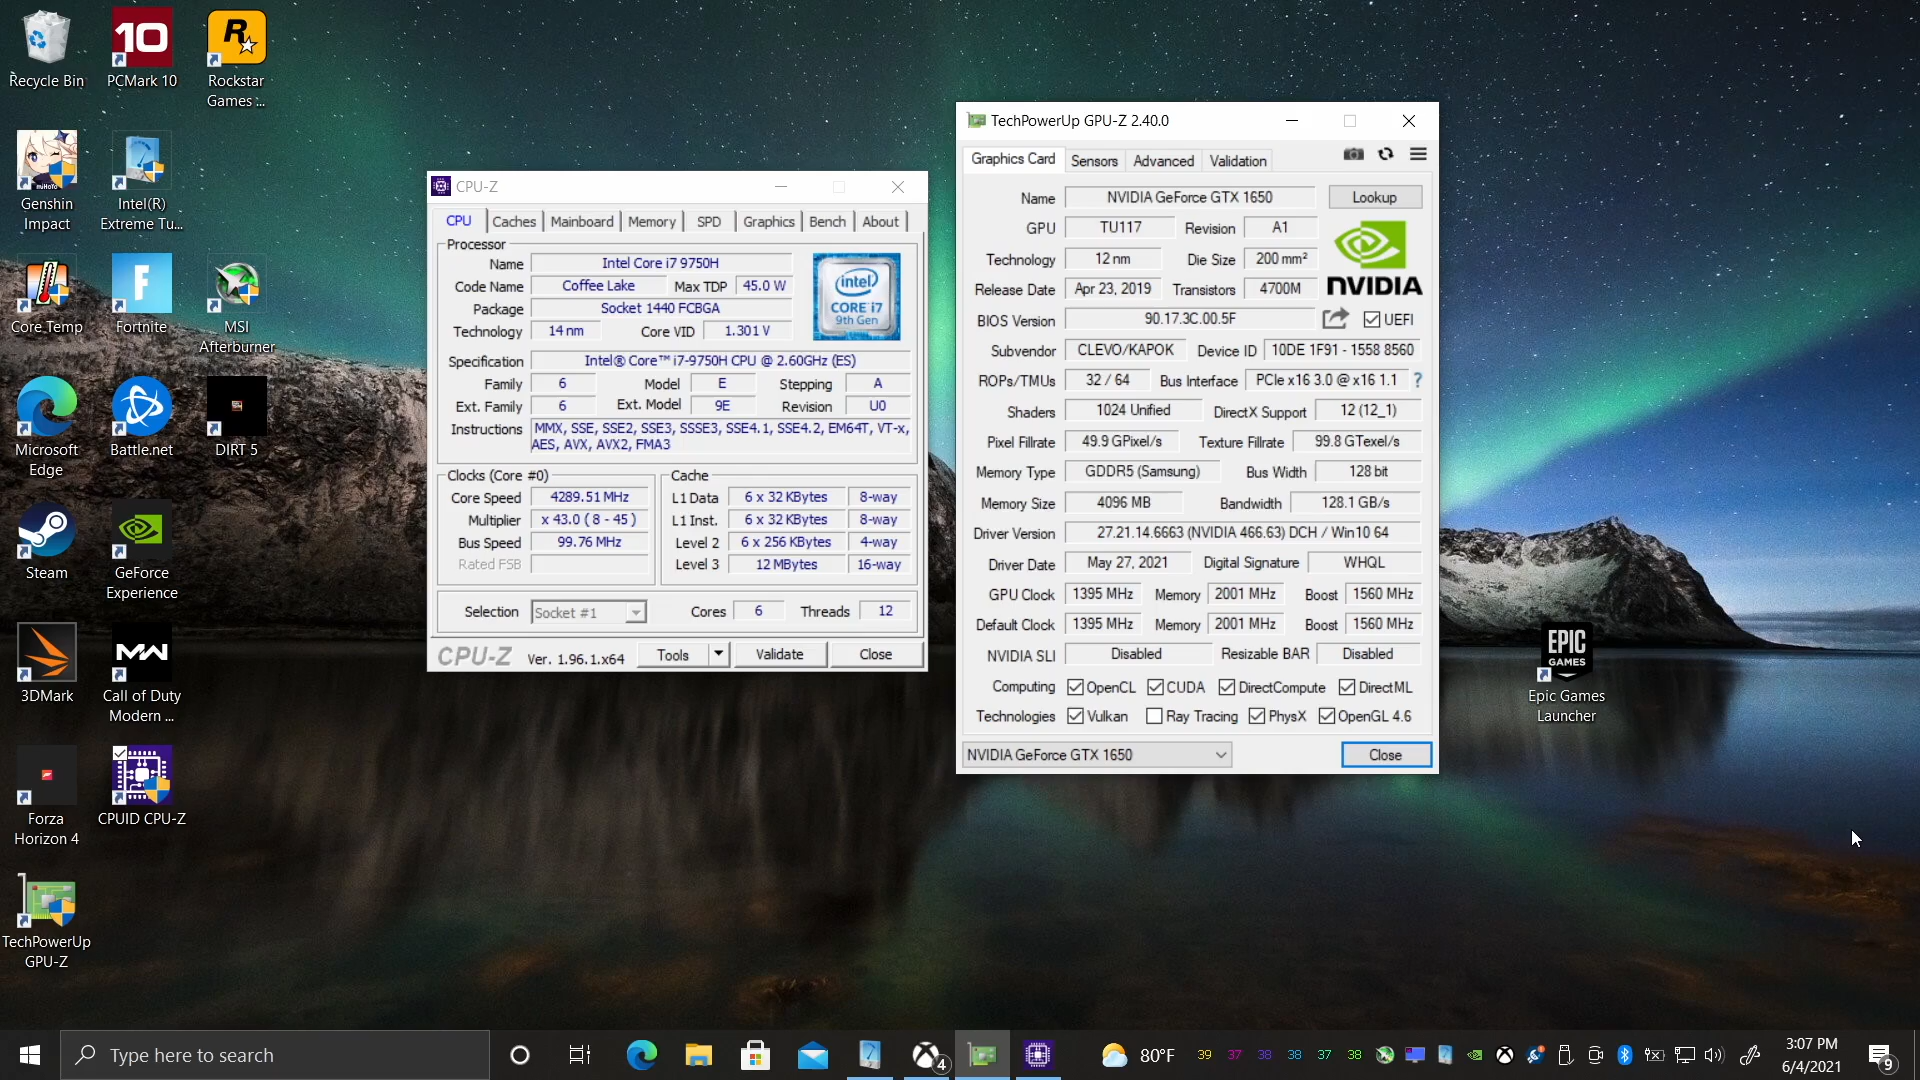 Recycle Bin
PCMark 10
Rockstar
Games ...
Genshin
Impact
Intel(R)
Extreme Tu...
Core Temp
Fortnite
MSI
Afterburner
Microsoft
Edge
Battle.net
DIRT 5
Steam
GeForce
Experience
3DMark
Call of Duty
Modern ...
Forza
Horizon 4
CPUID CPU-Z
TechPowerUp
GPU-Z
10
R
miHoYo
F
MW
CPU-Z
CPU Caches Mainboard Memory SPD Graphics Bench About
Processor
Name Intel Core i7 9750H
Code Name Coffee Lake Max TDP 45.0 W
Package Socket 1440 FCBGA
Technology 14 nm Core VID 1.301 V
intel
CORE i7
9th Gen
Specification Intel® Core™ i7-9750H CPU @ 2.60GHz (ES)
Family 6 Model E Stepping A
Ext. Family 6 Ext. Model 9E Revision U0
Instructions MMX, SSE, SSE2, SSE3, SSSE3, SSE4.1, SSE4.2, EM64T, VT-x,
AES, AVX, AVX2, FMA3
Clocks (Core #0)
Core Speed 4289.51 MHz
Multiplier x 43.0 ( 8 - 45 )
Bus Speed 99.76 MHz
Rated FSB
Cache
L1 Data 6 x 32 KBytes 8-way
L1 Inst. 6 x 32 KBytes 8-way
Level 2 6 x 256 KBytes 4-way
Level 3 12 MBytes 16-way
Selection Socket #1 Cores 6 Threads 12
CPU-Z Ver. 1.96.1.x64 Tools Validate Close
TechPowerUp GPU-Z 2.40.0
Graphics Card Sensors Advanced Validation
Name NVIDIA GeForce GTX 1650 Lookup
GPU TU117 Revision A1
Technology 12 nm Die Size 200 mm²
Release Date Apr 23, 2019 Transistors 4700M
NVIDIA
BIOS Version 90.17.3C.00.5F UEFI
Subvendor CLEVO/KAPOK Device ID 10DE 1F91 - 1558 8560
ROPs/TMUs 32 / 64 Bus Interface PCIe x16 3.0 @ x16 1.1 ?
Shaders 1024 Unified DirectX Support 12 (12_1)
Pixel Fillrate 49.9 GPixel/s Texture Fillrate 99.8 GTexel/s
Memory Type GDDR5 (Samsung) Bus Width 128 bit
Memory Size 4096 MB Bandwidth 128.1 GB/s
Driver Version 27.21.14.6663 (NVIDIA 466.63) DCH / Win10 64
Driver Date May 27, 2021 Digital Signature WHQL
GPU Clock 1395 MHz Memory 2001 MHz Boost 1560 MHz
Default Clock 1395 MHz Memory 2001 MHz Boost 1560 MHz
NVIDIA SLI Disabled Resizable BAR Disabled
Computing OpenCL CUDA DirectCompute DirectML
Technologies Vulkan Ray Tracing PhysX OpenGL 4.6
NVIDIA GeForce GTX 1650 Close
EPIC
GAMES
Epic Games
Launcher
Type here to search
4
80°F
39 37 38 38 37 38
3:07 PM
6/4/2021
9